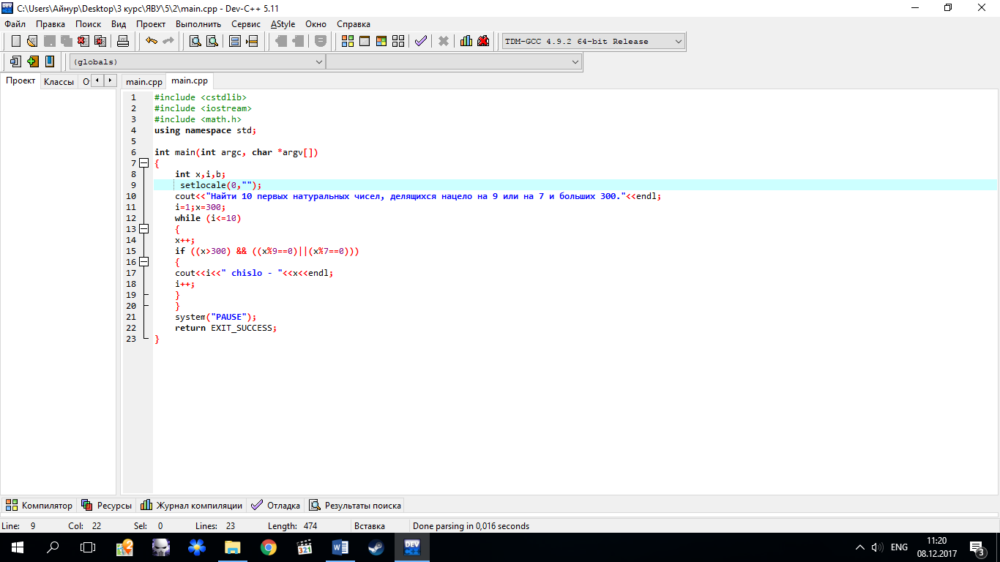 C:\Users\Айнур\Desktop\3 курс\ЯВУ\5\2\main.cpp - Dev-C++ 5.11
Файл Правка Поиск Вид Проект Выполнить Сервис AStyle Окно Справка
TDM-GCC 4.9.2 64-bit Release
(globals)
Проект Классы О main.cpp main.cpp
1 #include <cstdlib>
2 #include <iostream>
3 #include <math.h>
4 using namespace std;
5
6 int main(int argc, char *argv[])
7 {
8 int x,i,b;
9 setlocale(0,"");
10 cout<<"Найти 10 первых натуральных чисел, делящихся нацело на 9 или на 7 и больших 300."<<endl;
11 i=1;x=300;
12 while (i<=10)
13 {
14 x++;
15 if ((x>300) && ((x%9==0)||(x%7==0)))
16 {
17 cout<<i<<" chislo - "<<x<<endl;
18 i++;
19 }
20 }
21 system("PAUSE");
22 return EXIT_SUCCESS;
23 }
Компилятор Ресурсы Журнал компиляции Отладка Результаты поиска
Line: 9 Col: 22 Sel: 0 Lines: 23 Length: 474 Вставка Done parsing in 0,016 seconds
2 321 W DEV ENG 11:20
08.12.2017 3